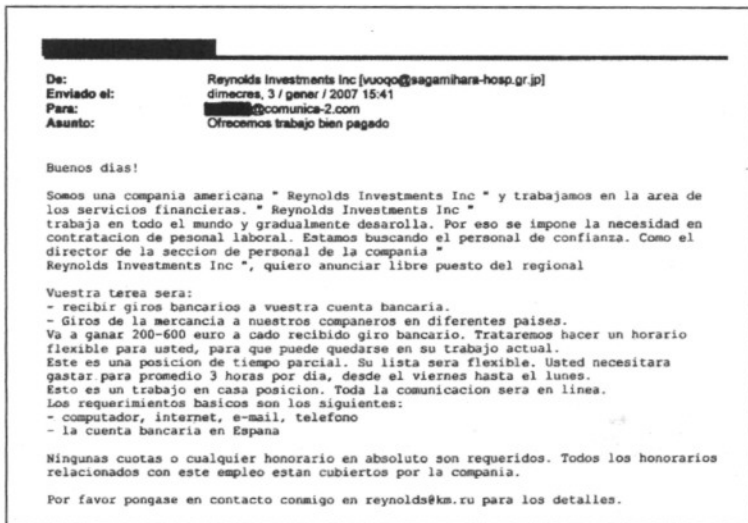 De: Reynolds Investments Inc [vuoqo@sagamihara-hosp.gr.jp]
Enviado el: dimecres, 3 / gener / 2007 15:41
Para: @comunica-2.com
Asunto: Ofrecemos trabajo bien pagado
Buenos dias!
Somos una compania americana " Reynolds Investments Inc " y trabajamos en la area de
los servicios financieras. " Reynolds Investments Inc "
trabaja en todo el mundo y gradualmente desarolla. Por eso se impone la necesidad en
contratacion de pesonal laboral. Estamos buscando el personal de confianza. Como el
director de la seccion de personal de la compania "
Reynolds Investments Inc ", quiero anunciar libre puesto del regional
Vuestra terea sera:
- recibir giros bancarios a vuestra cuenta bancaria.
- Giros de la mercancia a nuestros companeros en diferentes paises.
Va a ganar 200-600 euro a cado recibido giro bancario. Trataremos hacer un horario
flexible para usted, para que puede quedarse en su trabajo actual.
Este es una posicion de tiempo parcial. Su lista sera flexible. Usted necesitara
gastar para promedio 3 horas por dia, desde el viernes hasta el lunes.
Esto es un trabajo en casa posicion. Toda la comunicacion sera en linea.
Los requerimientos basicos son los siguientes:
- computador, internet, e-mail, telefono
- la cuenta bancaria en Espana
Ningunas cuotas o cualquier honorario en absoluto son requeridos. Todos los honorarios
relacionados con este empleo estan cubiertos por la compania.
Por favor pongase en contacto conmigo en reynolds@km.ru para los detalles.